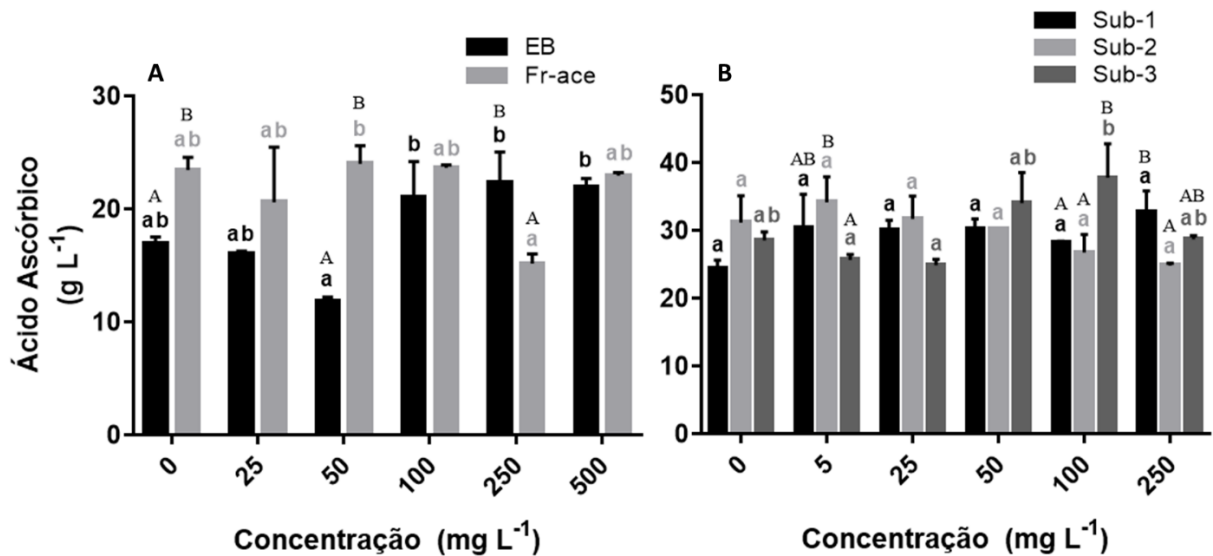 A
EB
Fr-ace
Ácido Ascórbico
(g L-1)
30
20
10
0
A
ab
B
ab
ab
ab
A
a
B
b
b
ab
B
b
A
a
b
ab
0
25
50
100
250
500
Concentração (mg L-1)
B
Sub-1
Sub-2
Sub-3
50
40
30
20
10
0
a
a
ab
AB
a
B
a
A
a
a
a
a
a
a
ab
A
a
A
a
B
b
B
a
A
a
AB
ab
0
5
25
50
100
250
Concentração (mg L-1)